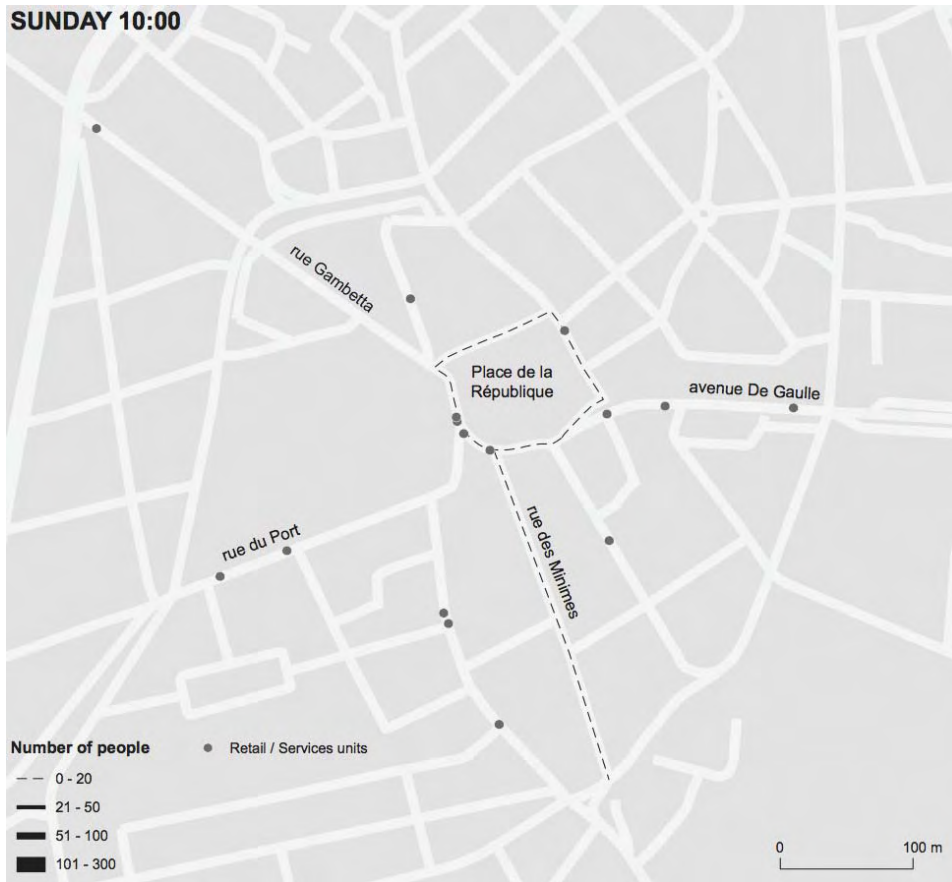 SUNDAY 10:00
rue Gambetta
Place de la
République
avenue De Gaulle
rue du Port
rue des Minimes
Number of people
Retail / Services units
0 - 20
21 - 50
51 - 100
101 - 300
0
100 m